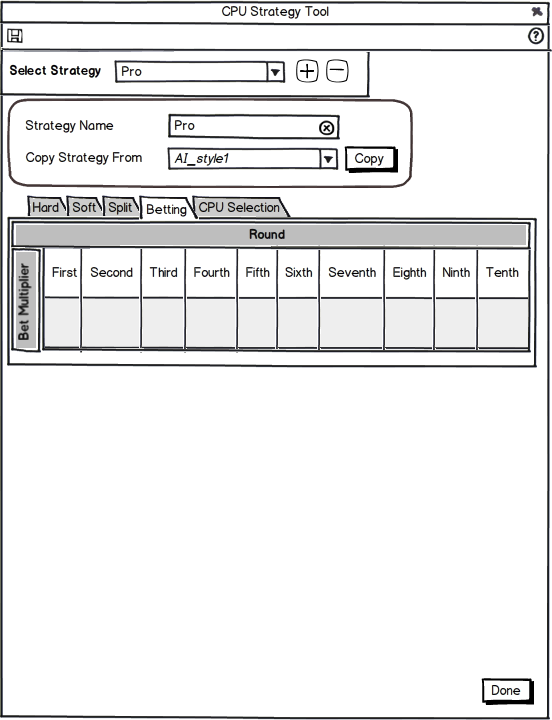 CPU Strategy Tool
?
Select Strategy Pro
Strategy Name Pro
Copy Strategy From AI_style1 Copy
Hard Soft Split Betting CPU Selection
Round
Bet Multiplier
First Second Third Fourth Fifth Sixth Seventh Eighth Ninth Tenth
Done